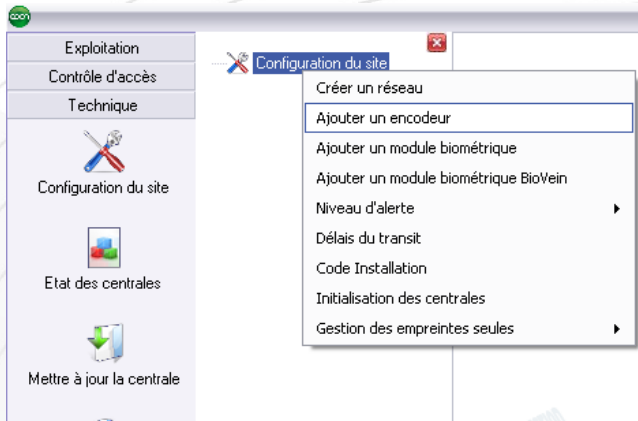 Exploitation
Contrôle d'accès
Technique
Configuration du site
Etat des centrales
Mettre à jour la centrale
Configuration du site
Créer un réseau
Ajouter un encodeur
Ajouter un module biométrique
Ajouter un module biométrique BioVein
Niveau d'alerte
Délais du transit
Code Installation
Initialisation des centrales
Gestion des empreintes seules